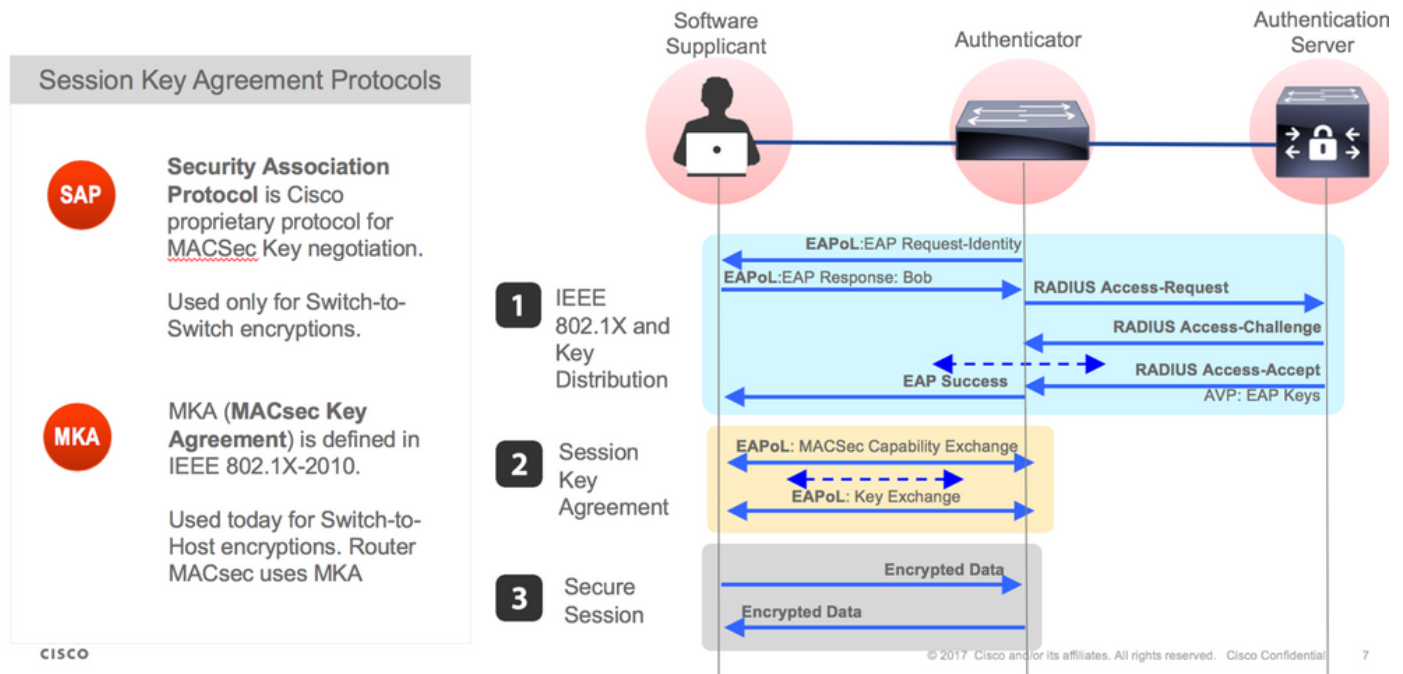 Session Key Agreement Protocols
SAP
Security Association
Protocol is Cisco
proprietary protocol for
MACSec Key negotiation.
Used only for Switch-to-
Switch encryptions.
MKA
MKA (MACsec Key
Agreement) is defined in
IEEE 802.1X-2010.
Used today for Switch-to-
Host encryptions. Router
MACsec uses MKA
Software
Supplicant
Authenticator
Authentication
Server
1
IEEE
802.1X and
Key
Distribution
EAPoL:EAP Request-Identity
EAPoL:EAP Response: Bob
RADIUS Access-Request
RADIUS Access-Challenge
RADIUS Access-Accept
EAP Success
AVP: EAP Keys
2
Session
Key
Agreement
EAPoL: MACSec Capability Exchange
EAPoL: Key Exchange
3
Secure
Session
Encrypted Data
Encrypted Data
CISCO
© 2017 Cisco and/or its affiliates. All rights reserved. Cisco Confidential 7